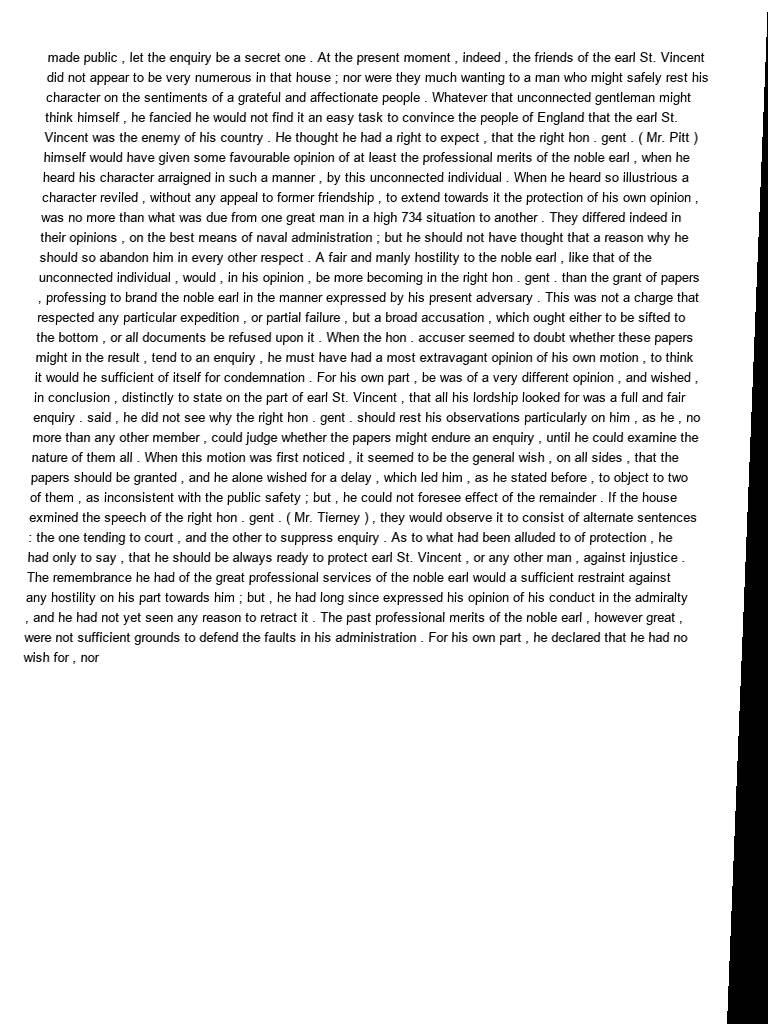 made public , let the enquiry be a secret one . At the present moment , indeed , the friends of the earl St. Vincent
did not appear to be very numerous in that house ; nor were they much wanting to a man who might safely rest his
character on the sentiments of a grateful and affectionate people . Whatever that unconnected gentleman might
think himself , he fancied he would not find it an easy task to convince the people of England that the earl St.
Vincent was the enemy of his country . He thought he had a right to expect , that the right hon . gent . ( Mr. Pitt )
himself would have given some favourable opinion of at least the professional merits of the noble earl , when he
heard his character arraigned in such a manner , by this unconnected individual . When he heard so illustrious a
character reviled , without any appeal to former friendship , to extend towards it the protection of his own opinion ,
was no more than what was due from one great man in a high 734 situation to another . They differed indeed in
their opinions , on the best means of naval administration ; but he should not have thought that a reason why he
should so abandon him in every other respect . A fair and manly hostility to the noble earl , like that of the
unconnected individual , would , in his opinion , be more becoming in the right hon . gent . than the grant of papers
, professing to brand the noble earl in the manner expressed by his present adversary . This was not a charge that
respected any particular expedition , or partial failure , but a broad accusation , which ought either to be sifted to
the bottom , or all documents be refused upon it . When the hon . accuser seemed to doubt whether these papers
might in the result , tend to an enquiry , he must have had a most extravagant opinion of his own motion , to think
it would he sufficient of itself for condemnation . For his own part , be was of a very different opinion , and wished ,
in conclusion , distinctly to state on the part of earl St. Vincent , that all his lordship looked for was a full and fair
enquiry . said , he did not see why the right hon . gent . should rest his observations particularly on him , as he , no
more than any other member , could judge whether the papers might endure an enquiry , until he could examine the
nature of them all . When this motion was first noticed , it seemed to be the general wish , on all sides , that the
papers should be granted , and he alone wished for a delay , which led him , as he stated before , to object to two
of them , as inconsistent with the public safety ; but , he could not foresee effect of the remainder . If the house
exmined the speech of the right hon . gent . ( Mr. Tierney ) , they would observe it to consist of alternate sentences
: the one tending to court , and the other to suppress enquiry . As to what had been alluded to of protection , he
had only to say , that he should be always ready to protect earl St. Vincent , or any other man , against injustice .
The remembrance he had of the great professional services of the noble earl would a sufficient restraint against
any hostility on his part towards him ; but , he had long since expressed his opinion of his conduct in the admiralty
, and he had not yet seen any reason to retract it . The past professional merits of the noble earl , however great ,
were not sufficient grounds to defend the faults in his administration . For his own part , he declared that he had no
wish for , nor